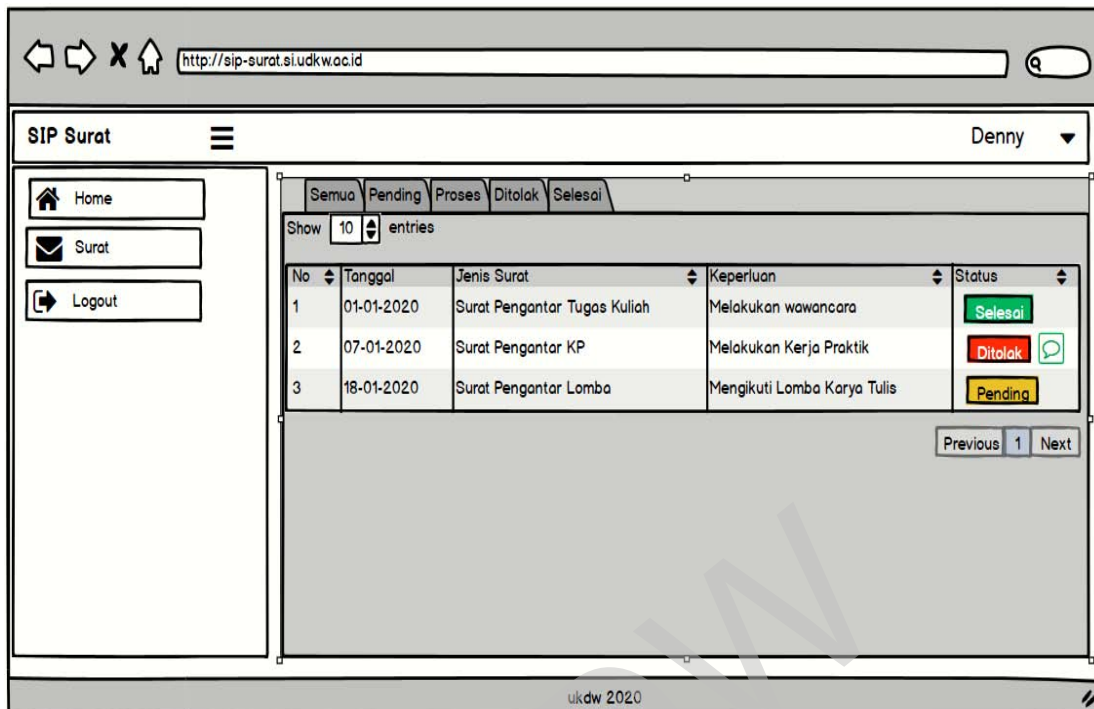 http://sip-surat.si.udkw.ac.id
SIP Surat
Denny
Home
Surat
Logout
Semua Pending Proses Ditolak Selesai
Show 10 entries
No Tanggal Jenis Surat Keperluan Status
1 01-01-2020 Surat Pengantar Tugas Kuliah Melakukan wawancara Selesai
2 07-01-2020 Surat Pengantar KP Melakukan Kerja Praktik Ditolak
3 18-01-2020 Surat Pengantar Lomba Mengikuti Lomba Karya Tulis Pending
Previous 1 Next
ukdw 2020